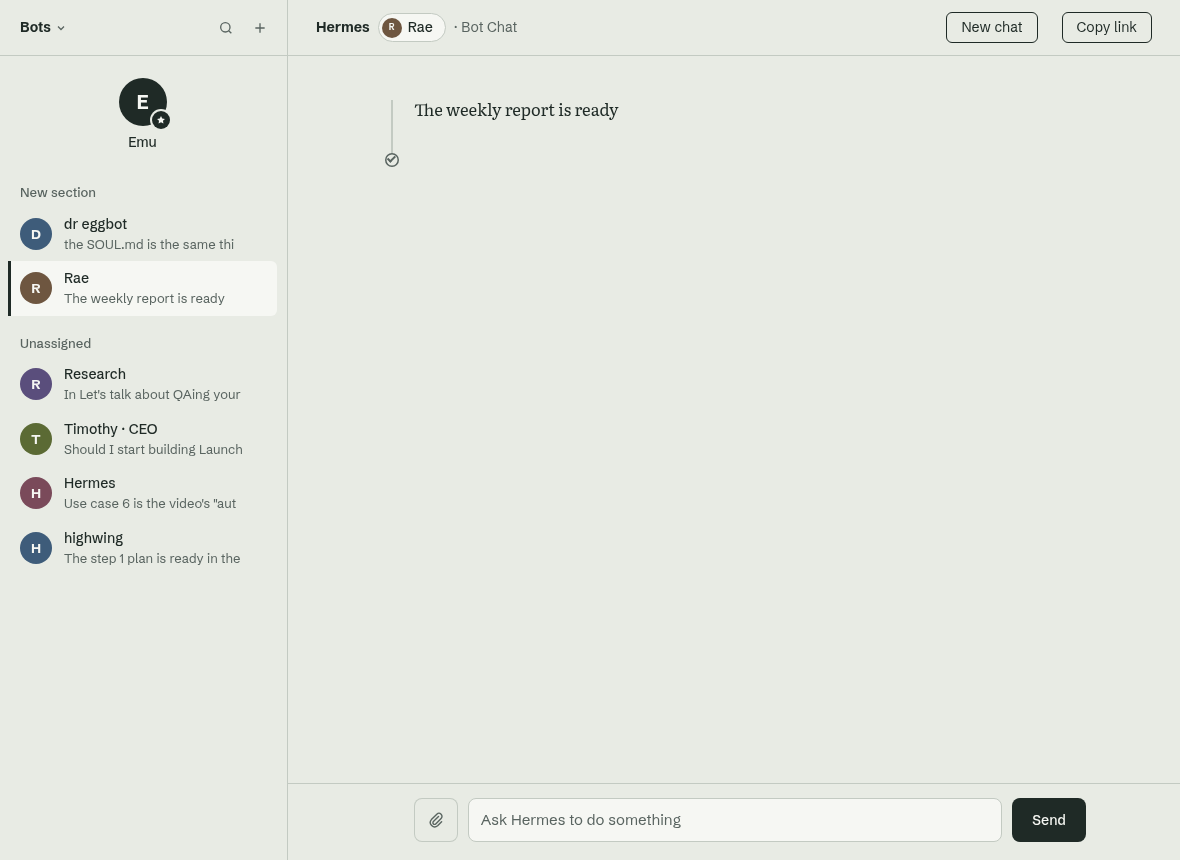 Bots
E
Emu
New section
D
dr eggbot
the SOUL.md is the same thi
R
Rae
The weekly report is ready
Unassigned
R
Research
In Let's talk about QAing your
T
Timothy · CEO
Should I start building Launch
H
Hermes
Use case 6 is the video's "aut
H
highwing
The step 1 plan is ready in the
Hermes R Rae · Bot Chat
New chat
Copy link
The weekly report is ready
Ask Hermes to do something
Send